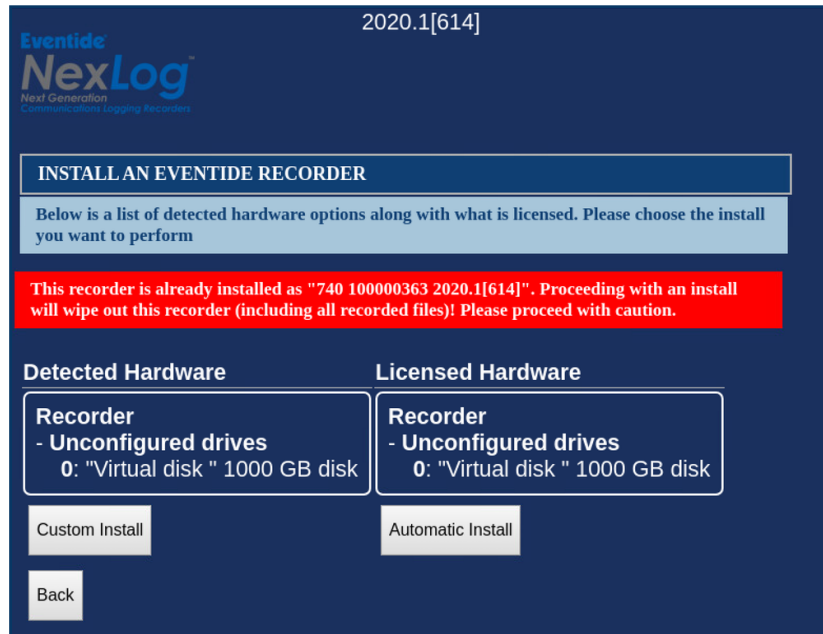 2020.1[614]
Eventide
NexLog™
Next Generation
Communications Logging Recorders
INSTALL AN EVENTIDE RECORDER
Below is a list of detected hardware options along with what is licensed. Please choose the install
you want to perform
This recorder is already installed as "740 100000363 2020.1[614]". Proceeding with an install
will wipe out this recorder (including all recorded files)! Please proceed with caution.
Detected Hardware
Recorder
- Unconfigured drives
0: "Virtual disk " 1000 GB disk
Custom Install
Licensed Hardware
Recorder
- Unconfigured drives
0: "Virtual disk " 1000 GB disk
Automatic Install
Back